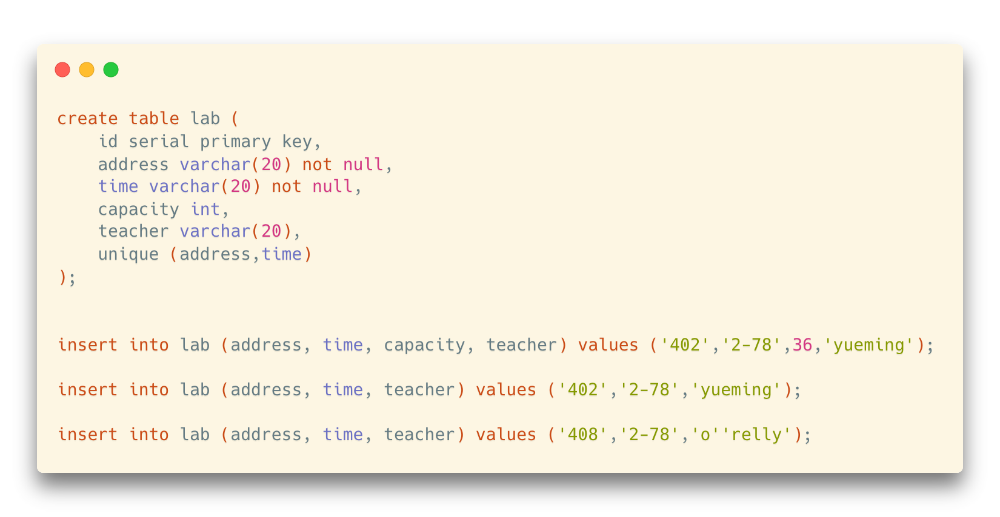 create table lab (
    id serial primary key,
    address varchar(20) not null,
    time varchar(20) not null,
    capacity int,
    teacher varchar(20),
    unique (address,time)
);
insert into lab (address, time, capacity, teacher) values ('402','2-78',36,'yueming');
insert into lab (address, time, teacher) values ('402','2-78','yueming');
insert into lab (address, time, teacher) values ('408','2-78','o''relly');